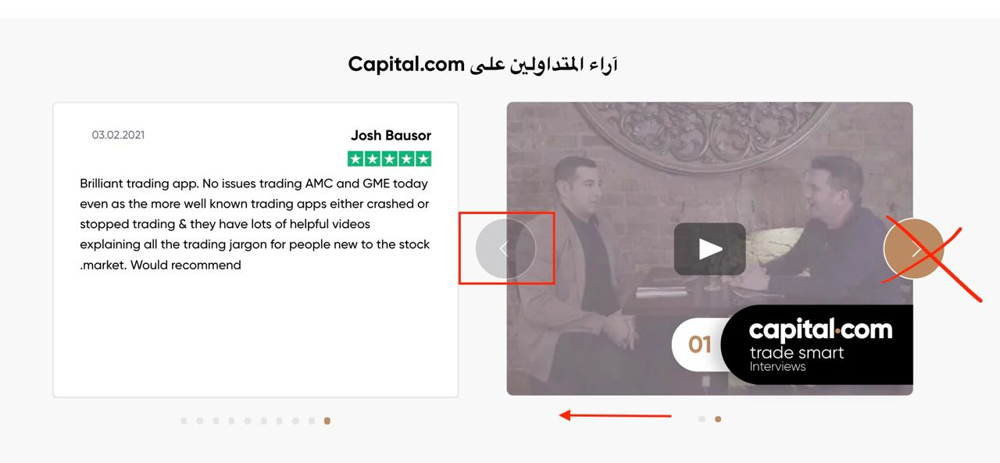 آراء المتداولين على Capital.com
03.02.2021
Josh Bausor
Brilliant trading app. No issues trading AMC and GME today
even as the more well known trading apps either crashed or
stopped trading & they have lots of helpful videos
explaining all the trading jargon for people new to the stock
.market. Would recommend
01
capital.com
trade smart
Interviews